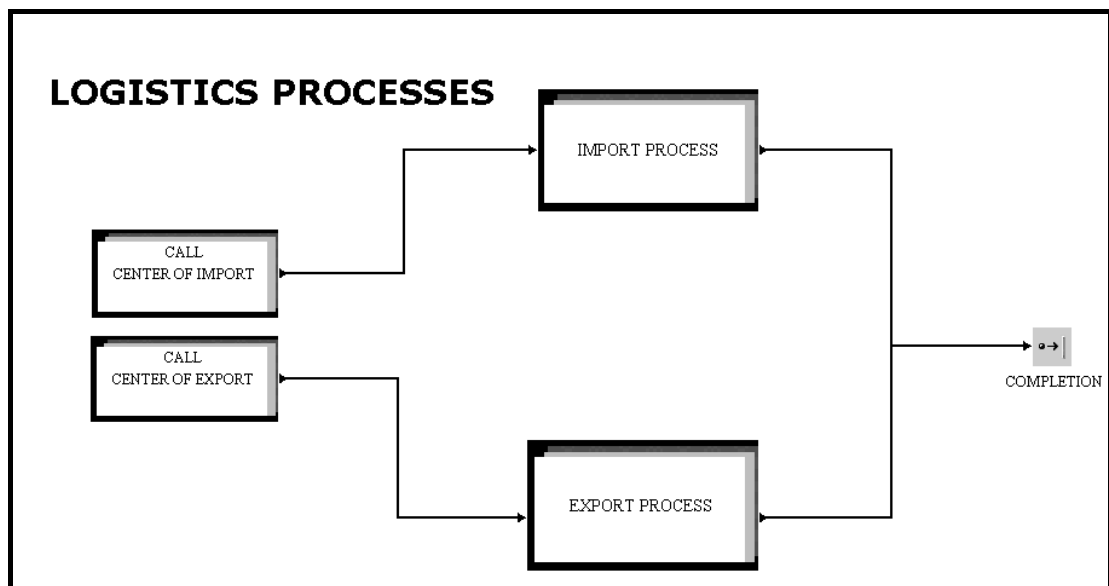 LOGISTICS PROCESSES
IMPORT PROCESS
CALL
CENTER OF IMPORT
CALL
CENTER OF EXPORT
COMPLETION
EXPORT PROCESS